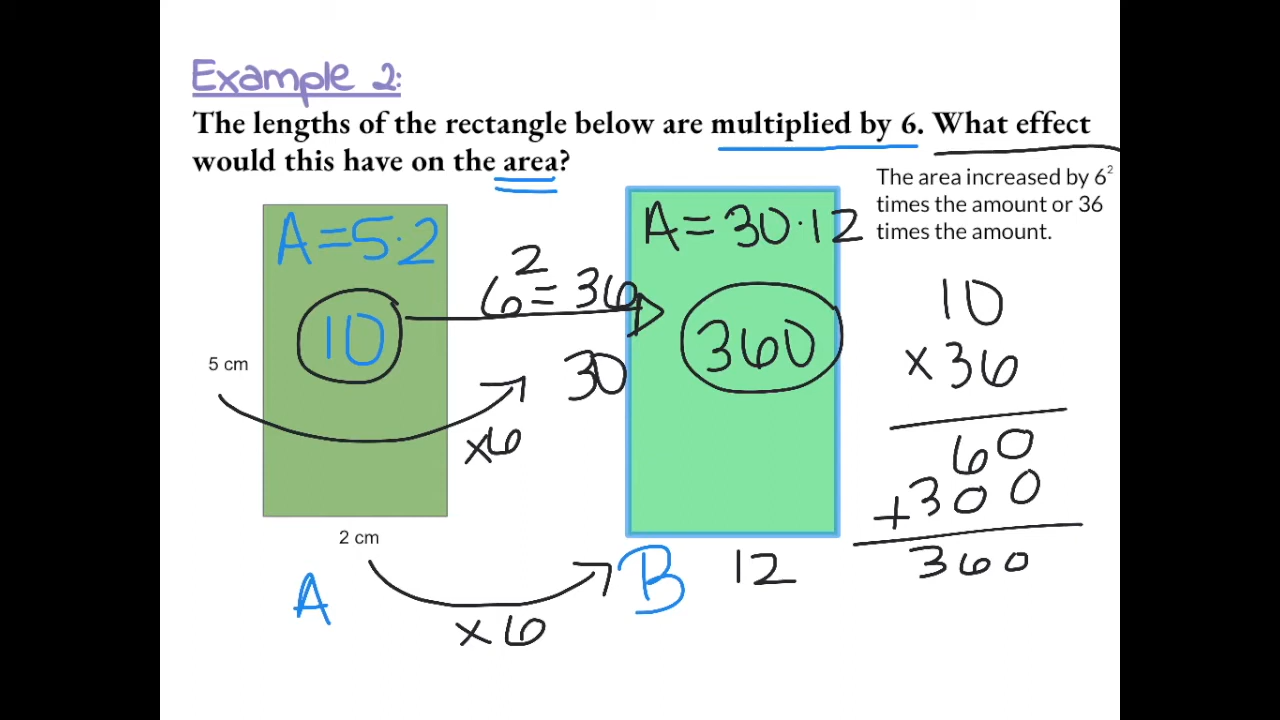 Example 2:
The lengths of the rectangle below are multiplied by 6. What effect
would this have on the area?
The area increased by 6²
times the amount or 36
times the amount.
A=5·2
10
5 cm
2 cm
A
×6
×6
6²=36
30
A=30·12
360
B
12
10
×36
60
+300
360